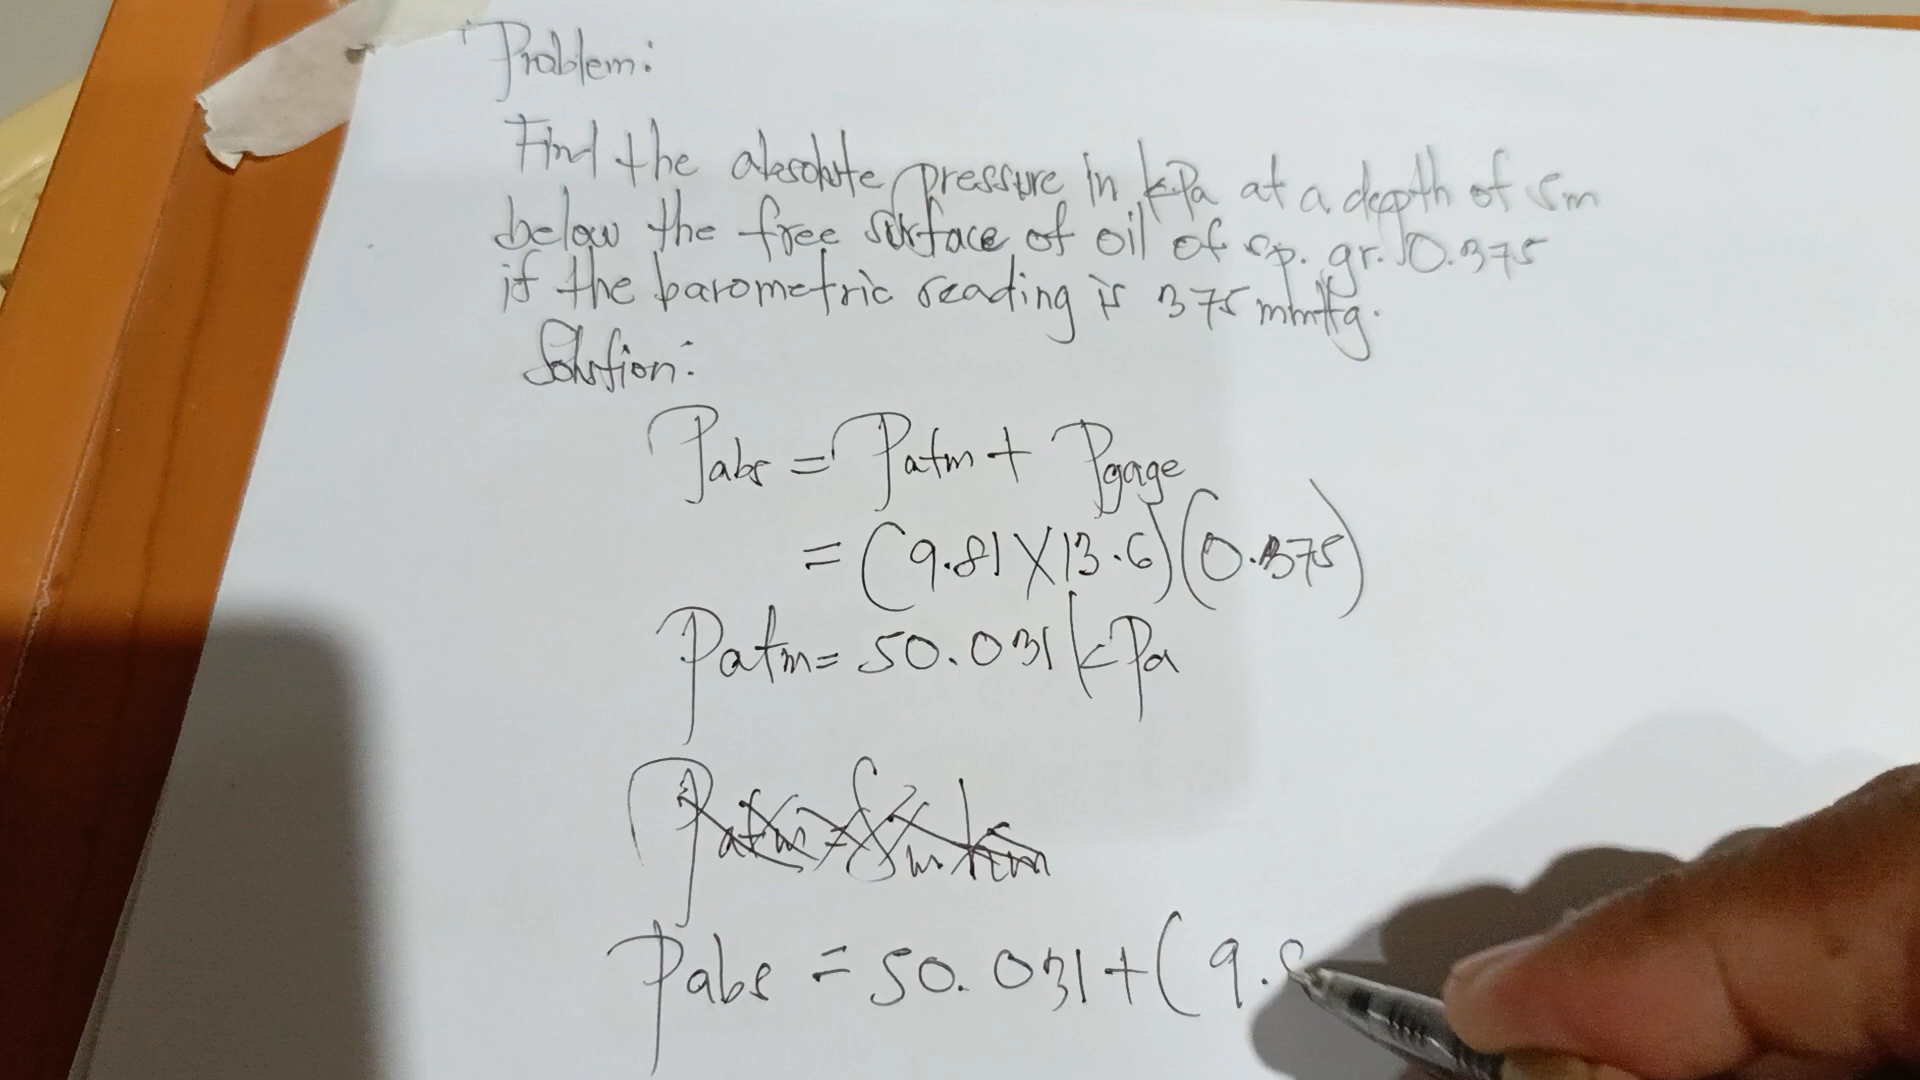 Problem:
Find the absolute pressure in kPa at a depth of 5m
below the free surface of oil of sp. gr. 0.375
if the barometric reading is 375 mmHg.
Solution:
Pabs = Patm + Pgage
= (9.81 X 13.6)(0.375)
Patm = 50.031 kPa
Pabs = 50.031 + (9.8